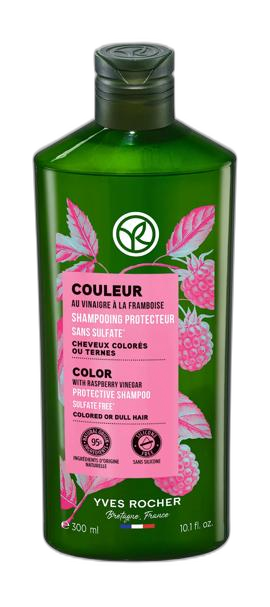 COULEUR
AU VINAIGRE À LA FRAMBOISE
SHAMPOOING PROTECTEUR
SANS SULFATE*
CHEVEUX COLORÉS
OU TERNES
COLOR
WITH RASPBERRY VINEGAR
PROTECTIVE SHAMPOO
SULFATE FREE*
COLORED OR DULL HAIR
95%
INGRÉDIENTS D'ORIGINE
NATURELLE
SILICONE
FREE
SANS SILICONE
YVES ROCHER
Bretagne, France
e 300 ml
10.1 fl. oz.